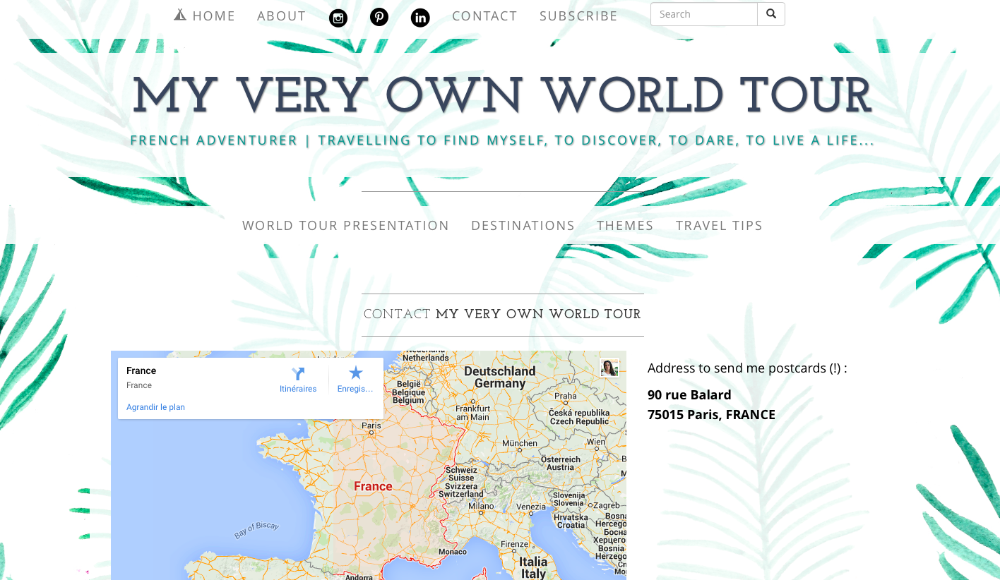 HOME ABOUT CONTACT SUBSCRIBE Search
MY VERY OWN WORLD TOUR
FRENCH ADVENTURER | TRAVELLING TO FIND MYSELF, TO DISCOVER, TO DARE, TO LIVE A LIFE...
WORLD TOUR PRESENTATION DESTINATIONS THEMES TRAVEL TIPS
CONTACT MY VERY OWN WORLD TOUR
France
France
Itinéraires
Enregis...
Agrandir le plan
Nederland
Netherlands
Deutschland
Germany
België
Belgique
Belgium
Frankfurt
am Main
Praha
Česká republika
Czech Republic
Paris
München
Wien
Österreich
Austria
Schweiz
Suisse
Svizzera
Switzerland
France
Milano
Venezia
Slovenija
Slovenia
Zagreb
Hrvatska
Croatia
Bay of Biscay
Monaco
Firenze
Italia
Italy
Andorra
Bosnia
Address to send me postcards (!) :
90 rue Balard
75015 Paris, FRANCE